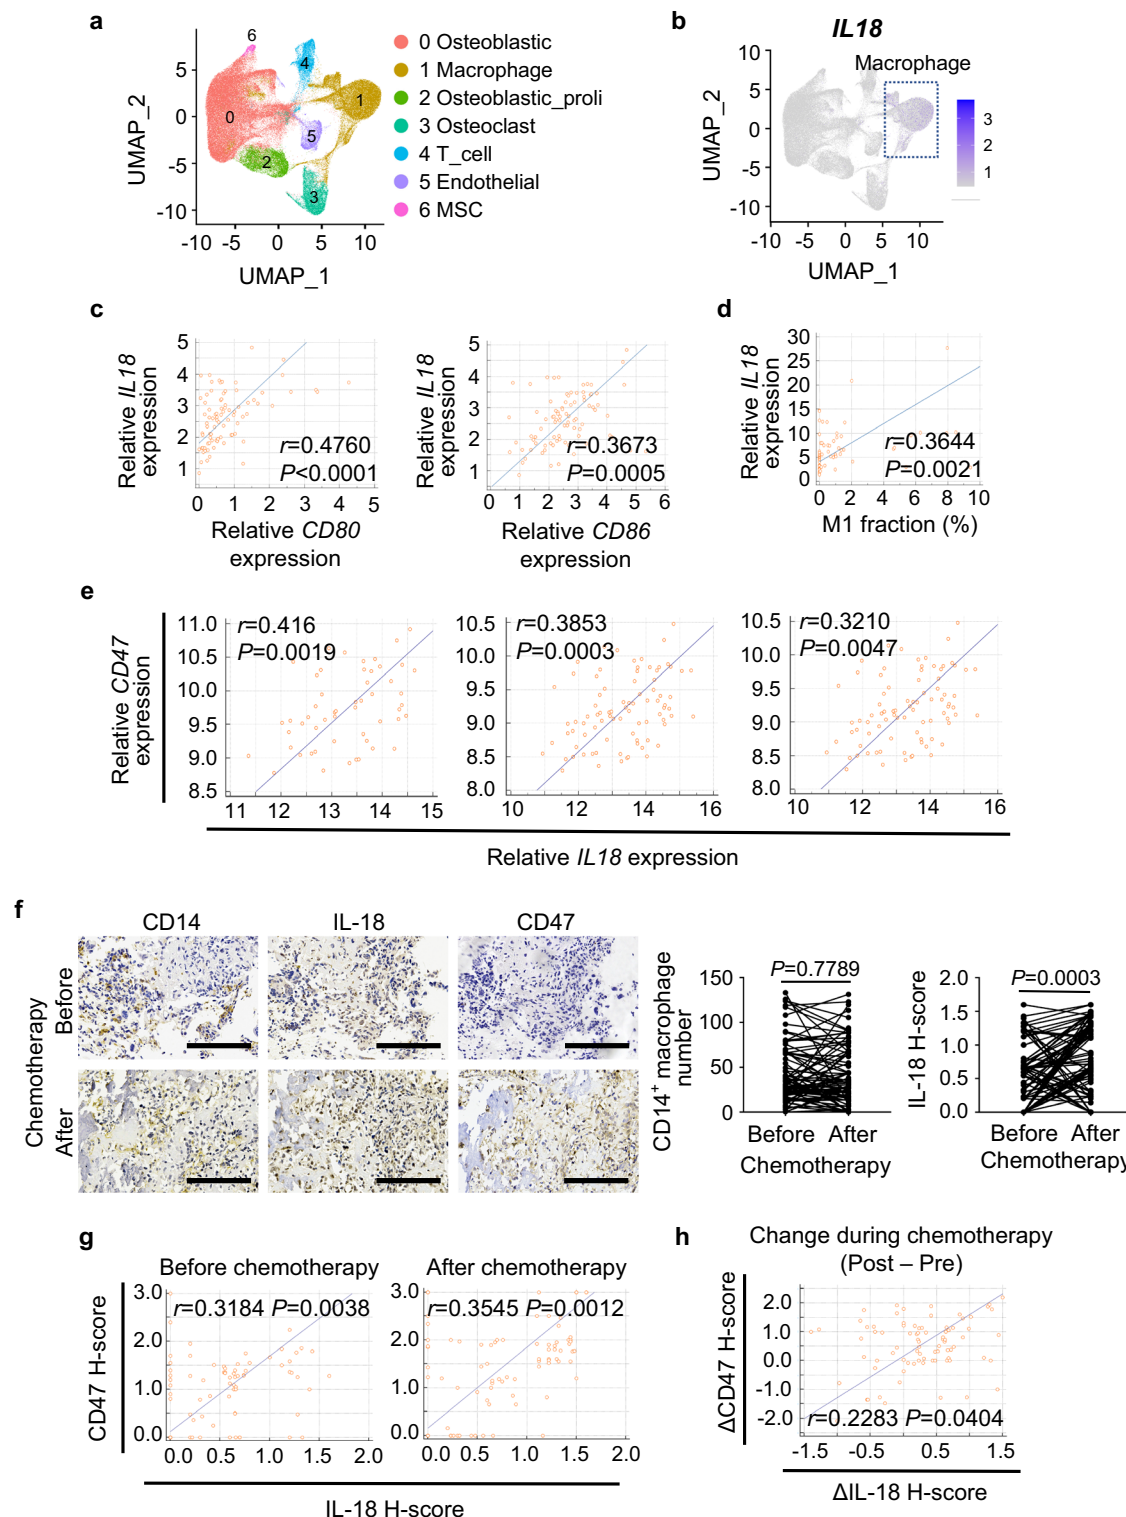 a
UMAP_2
5
0
-5
-10
-10 -5 0 5 10
UMAP_1
6
4
1
0
5
2
3
0 Osteoblastic
1 Macrophage
2 Osteoblastic_proli
3 Osteoclast
4 T_cell
5 Endothelial
6 MSC
b
IL18
Macrophage
UMAP_2
10
5
0
-5
-10
-10 -5 0 5 10
UMAP_1
3
2
1
c
Relative IL18
expression
5
4
3
2
1
r=0.4760
P<0.0001
0 1 2 3 4 5
Relative CD80
expression
Relative IL18
expression
5
4
3
2
1
r=0.3673
P=0.0005
0 1 2 3 4 5 6
Relative CD86
expression
d
Relative IL18
expression
30
25
20
15
10
5
0
r=0.3644
P=0.0021
0 2 4 6 8 10
M1 fraction (%)
e
Relative CD47
expression
11.0
10.5
10.0
9.5
9.0
8.5
r=0.416
P=0.0019
11 12 13 14 15
10.5
10.0
9.5
9.0
8.5
8.0
r=0.3853
P=0.0003
10 12 14 16
10.5
10.0
9.5
9.0
8.5
8.0
r=0.3210
P=0.0047
10 12 14 16
Relative IL18 expression
f
CD14 IL-18 CD47
Chemotherapy
Before
After
CD14+ macrophage
number
150
100
50
0
P=0.7789
Before After
Chemotherapy
IL-18 H-score
2.0
1.5
1.0
0.5
0.0
P=0.0003
Before After
Chemotherapy
g
Before chemotherapy
CD47 H-score
3.0
2.0
1.0
0.0
r=0.3184 P=0.0038
0.0 0.5 1.0 1.5 2.0
After chemotherapy
3.0
2.0
1.0
0.0
r=0.3545 P=0.0012
0.0 0.5 1.0 1.5 2.0
IL-18 H-score
h
Change during chemotherapy
(Post – Pre)
ΔCD47 H-score
2.0
1.0
0.0
-1.0
-2.0
r=0.2283 P=0.0404
-1.5 -0.5 0.5 1.5
ΔIL-18 H-score